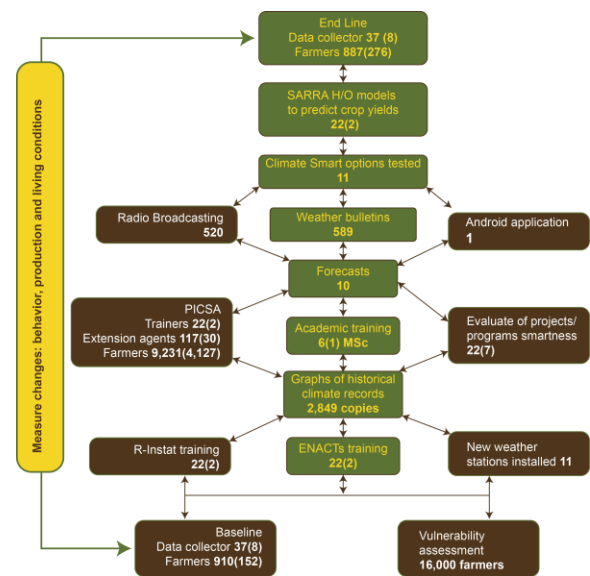 Measure changes: behavior, production and living conditions
End Line
Data collector 37 (8)
Farmers 887(276)
SARRA H/O models
to predict crop yields
22(2)
Climate Smart options tested
11
Radio Broadcasting
520
Weather bulletins
589
Android application
1
Forecasts
10
PICSA
Trainers 22(2)
Extension agents 117(30)
Farmers 9,231(4,127)
Academic training
6(1) MSc
Evaluate of projects/
programs smartness
22(7)
Graphs of historical
climate records
2,849 copies
R-Instat training
22(2)
ENACTs training
22(2)
New weather
stations installed 11
Baseline
Data collector 37(8)
Farmers 910(152)
Vulnerability
assessment
16,000 farmers